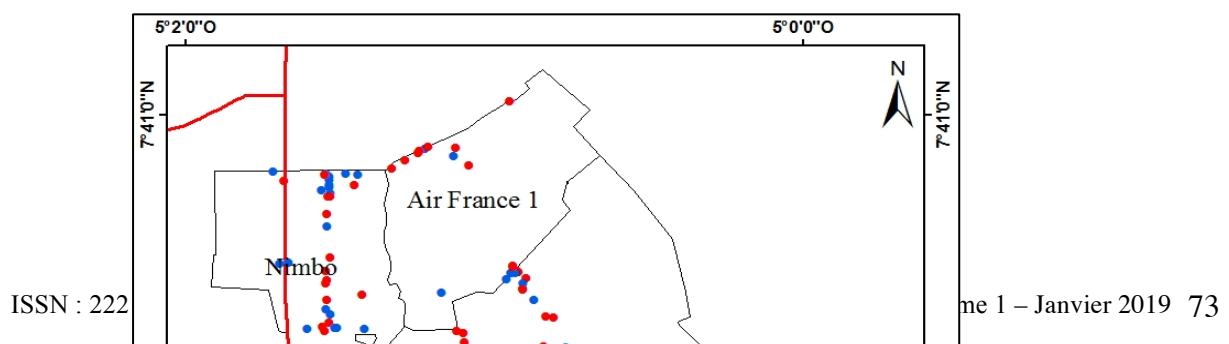 5°2'0"O 5°0'0"O
N
7°41'0"N 7°41'0"N
Air France 1
Nimbo
ISSN : 222 me 1 – Janvier 2019 73